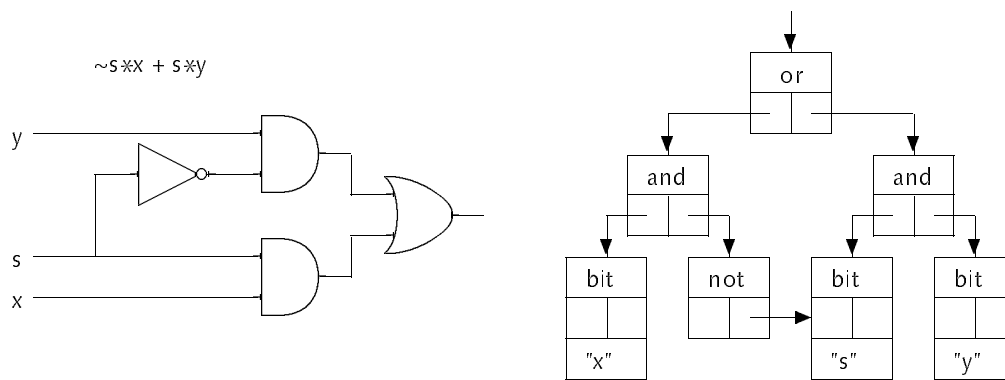 ~s*x + s*y
y
s
x
or
and
and
bit
not
bit
bit
"x"
"s"
"y"